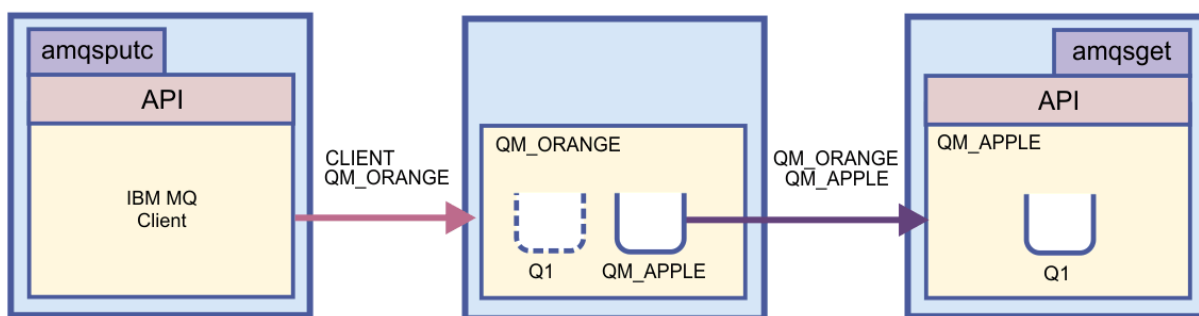 amqsputc
API
IBM MQ
Client
CLIENT
QM_ORANGE
QM_ORANGE
Q1
QM_APPLE
QM_ORANGE
QM_APPLE
amqsget
API
QM_APPLE
Q1